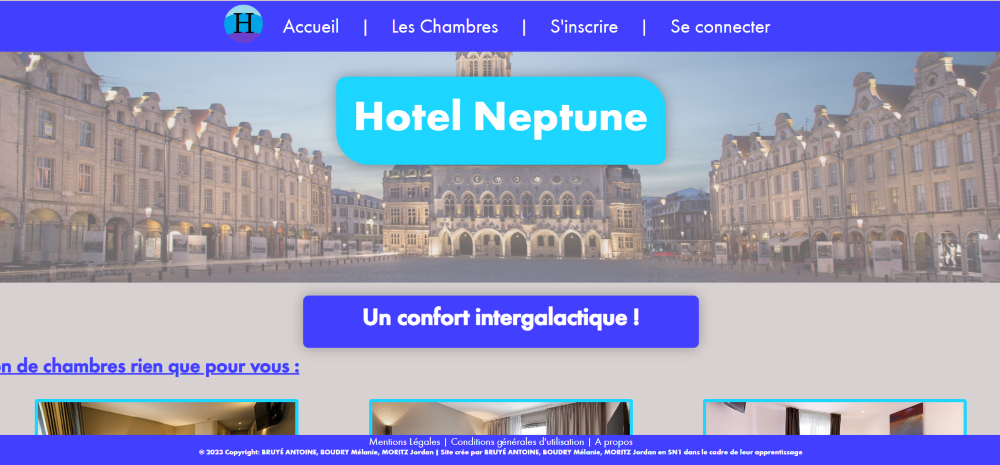 H Accueil | Les Chambres | S'inscrire | Se connecter
Hotel Neptune
Un confort intergalactique !
de chambres rien que pour vous :
Mentions Légales | Conditions générales d'utilisation | A propos
© 2023 Copyright: BRUYÉ ANTOINE, BOUDRY Mélanie, MORITZ Jordan | Site crée par BRUYÉ ANTOINE, BOUDRY Mélanie, MORITZ Jordan en SN1 dans le cadre de leur apprentissage